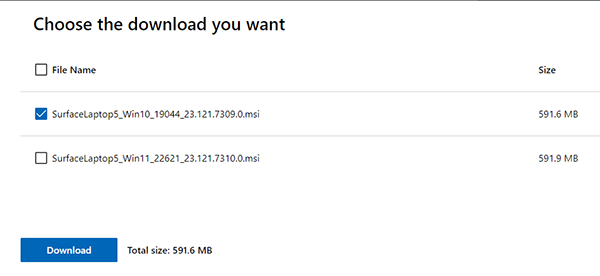 Choose the download you want
File Name Size
SurfaceLaptop5_Win10_19044_23.121.7309.0.msi 591.6 MB
SurfaceLaptop5_Win11_22621_23.121.7310.0.msi 591.9 MB
Download Total size: 591.6 MB